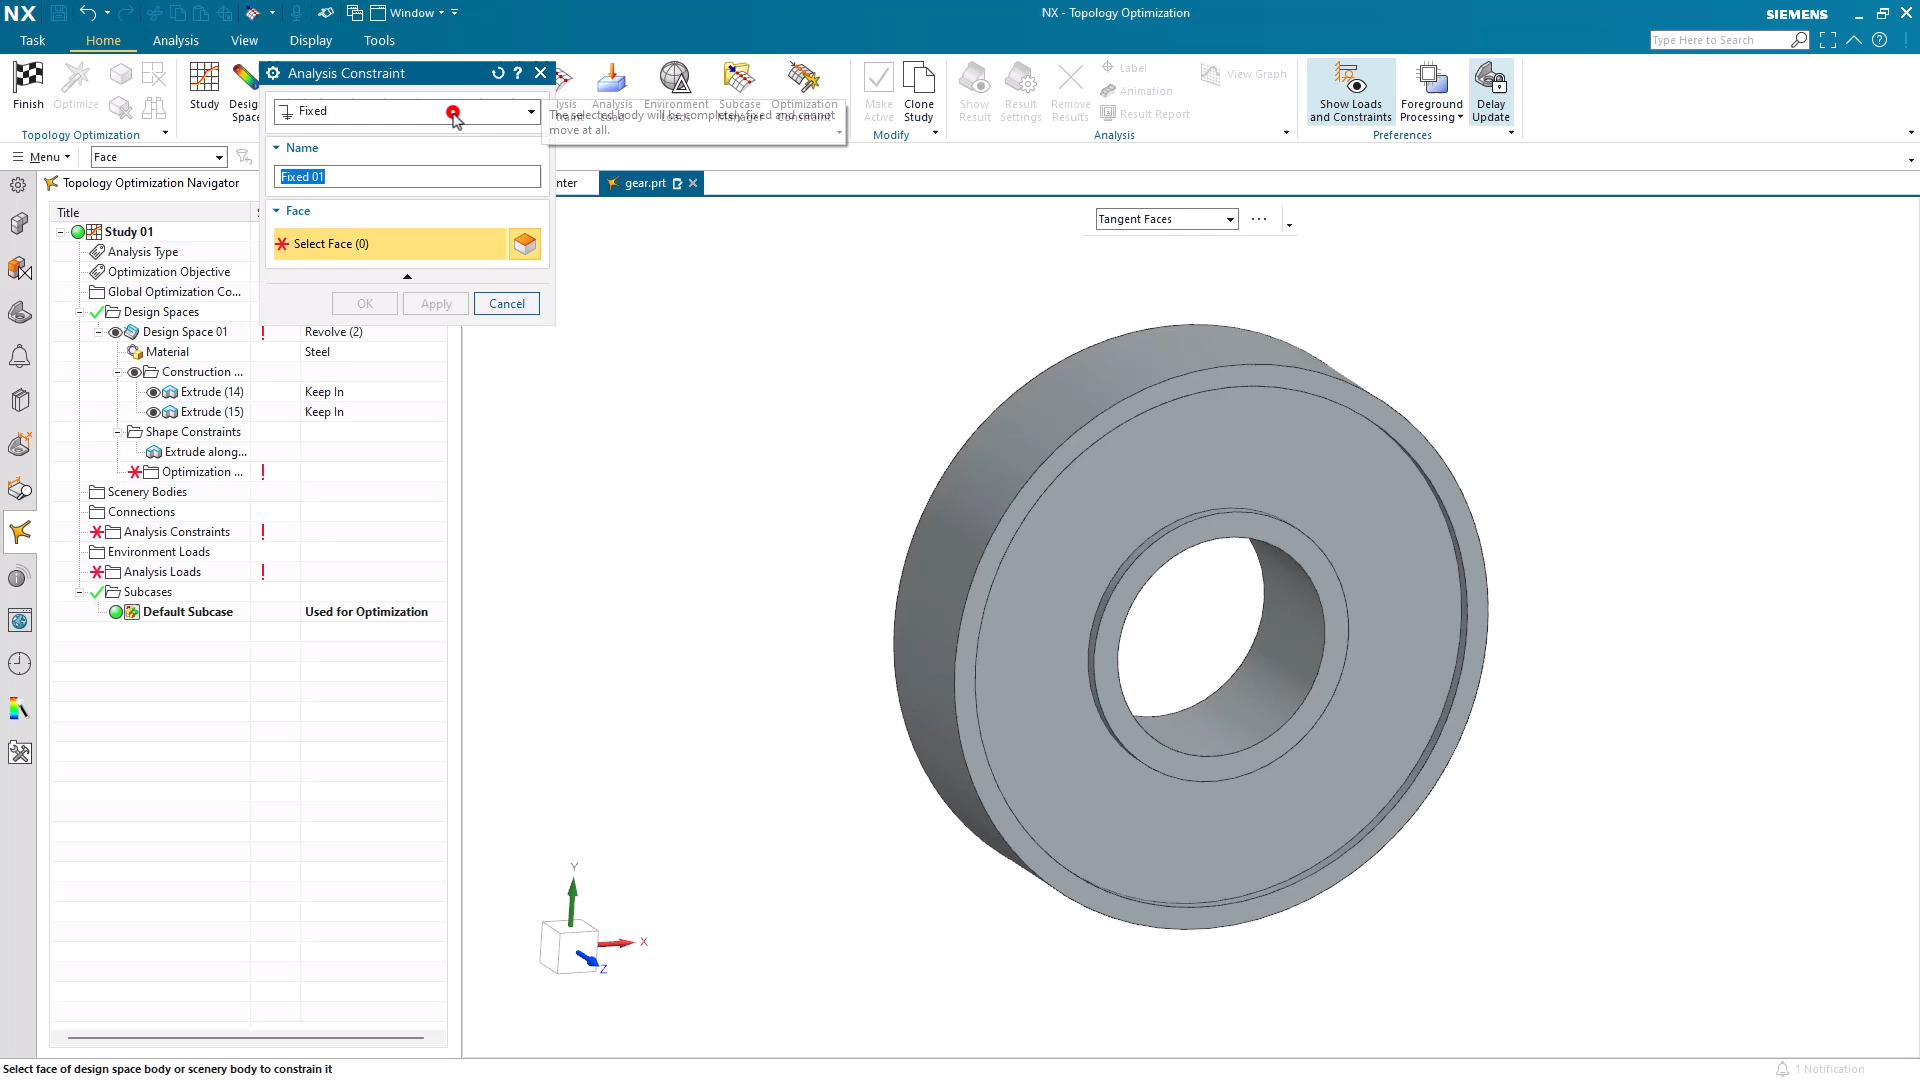 NX
Window
NX - Topology Optimization
SIEMENS
Task
Home
Analysis
View
Display
Tools
Type Here to Search
Finish
Optimize
Study
Analysis
Load
Environment
Loads
Subcase
Manager
Optimization
Constraint
Make
Active
Clone
Study
Show
Result
Result
Settings
Remove
Results
Label
Animation
Result Report
View Graph
Show Loads
and Constraints
Foreground
Processing
Delay
Update
Topology Optimization
Modify
Analysis
Preferences
Analysis Constraint
Fixed
The selected body will be completely fixed and cannot
move at all.
Name
Fixed 01
Face
Select Face (0)
OK
Apply
Cancel
Menu
Face
Topology Optimization Navigator
gear.prt
Tangent Faces
Title
Study 01
Analysis Type
Optimization Objective
Global Optimization Co...
Design Spaces
Design Space 01
Revolve (2)
Material
Steel
Construction ...
Extrude (14)
Keep In
Extrude (15)
Keep In
Shape Constraints
Extrude along...
Optimization ...
Scenery Bodies
Connections
Analysis Constraints
Environment Loads
Analysis Loads
Subcases
Default Subcase
Used for Optimization
Y
X
Z
Select face of design space body or scenery body to constrain it
1 Notification